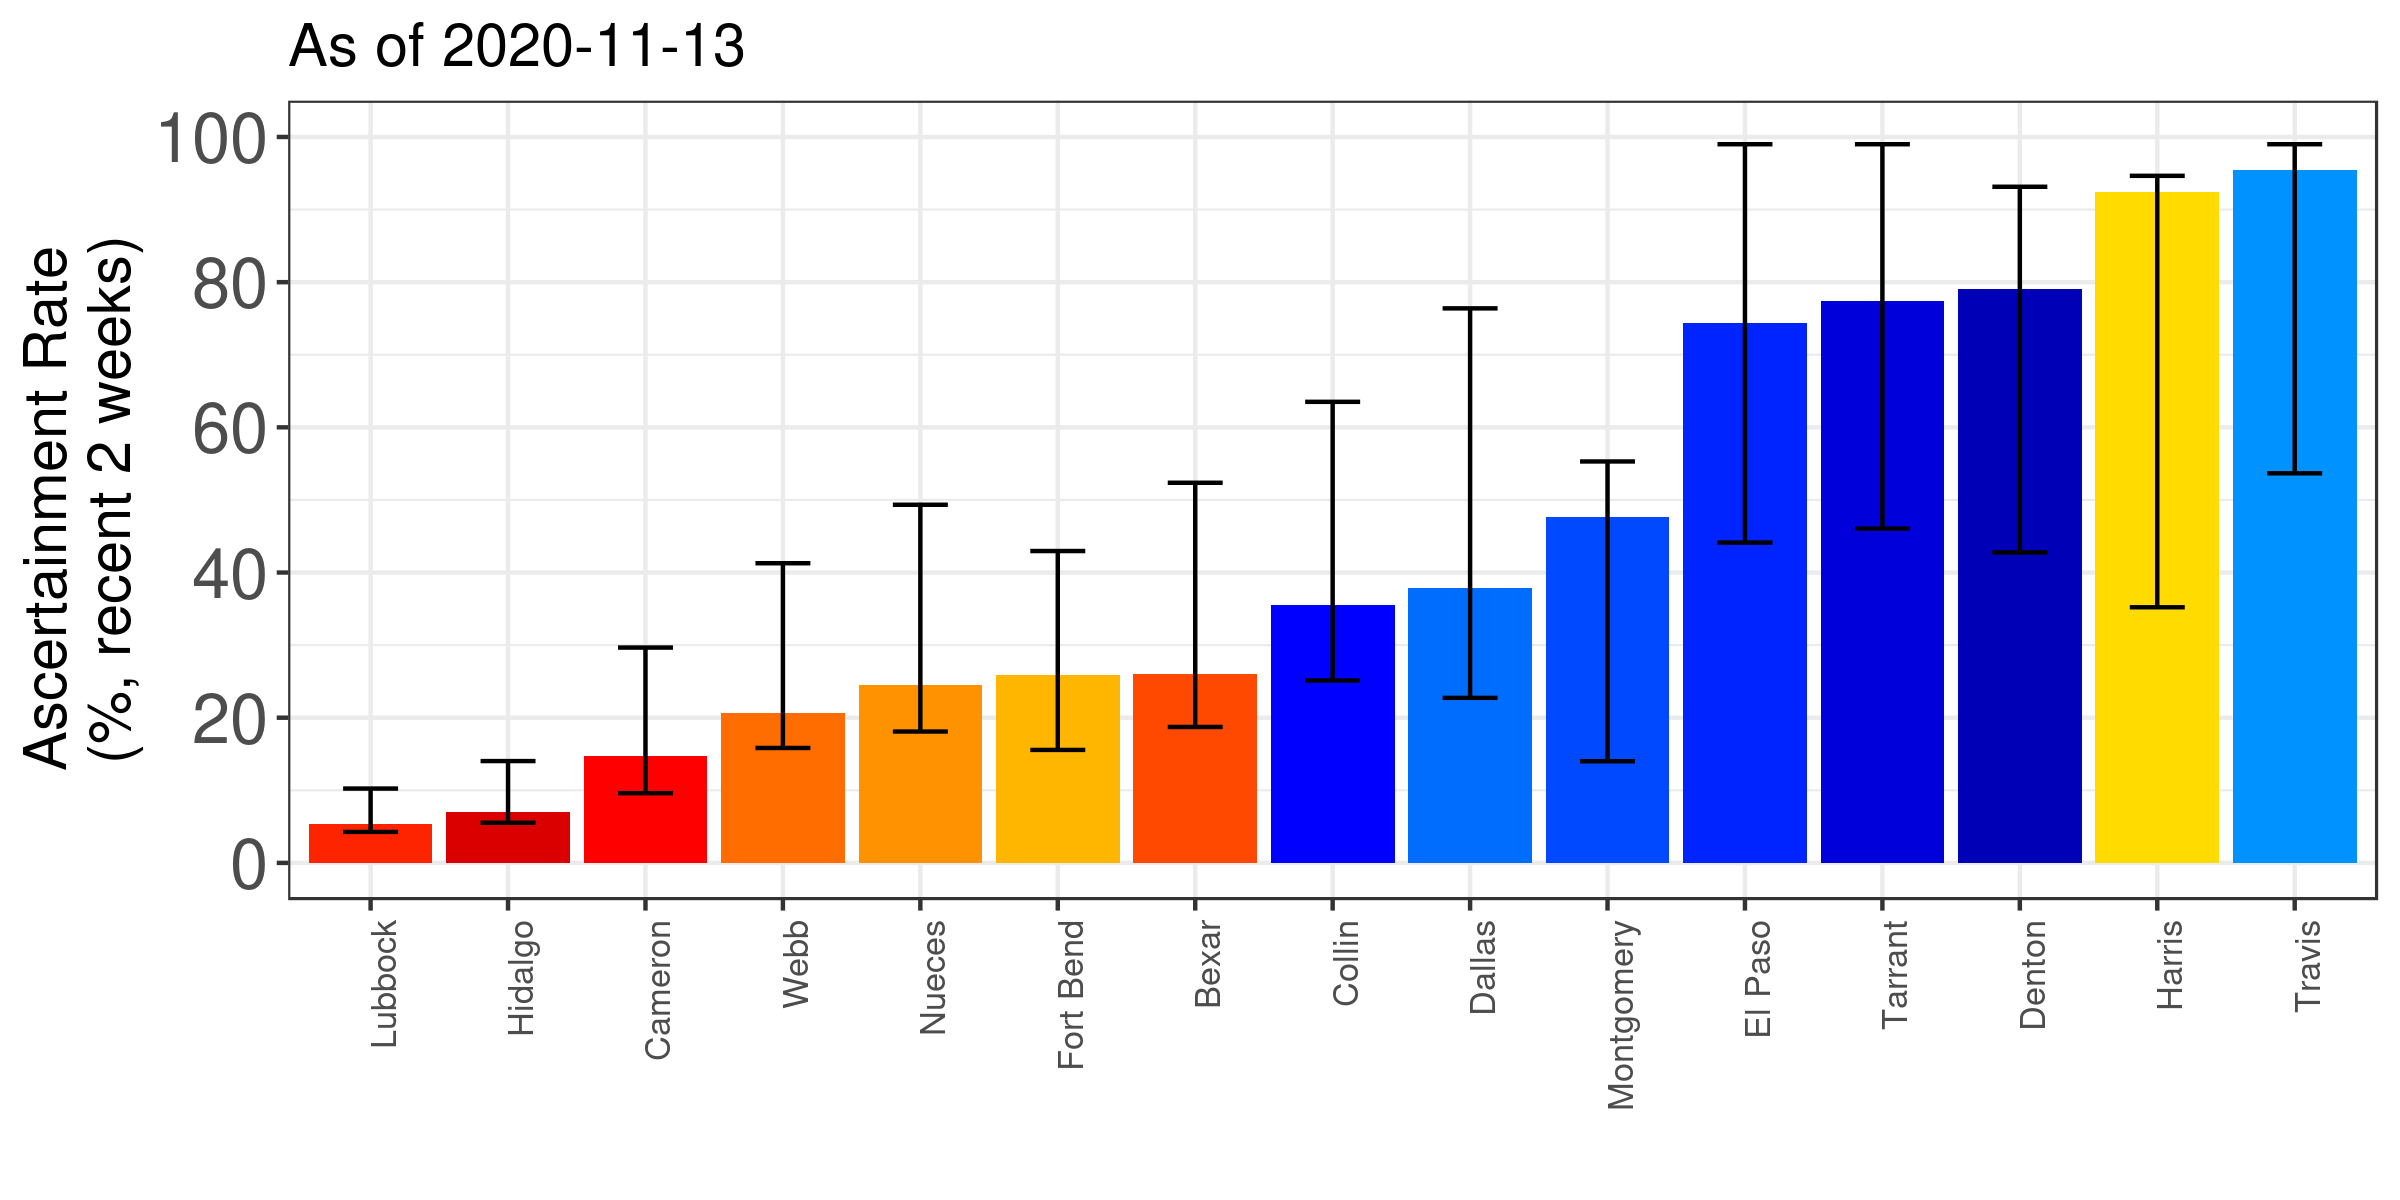 As of 2020-11-13
Ascertainment Rate
(%, recent 2 weeks)
100
80
60
40
20
0
Lubbock
Hidalgo
Cameron
Webb
Nueces
Fort Bend
Bexar
Collin
Dallas
Montgomery
El Paso
Tarrant
Denton
Harris
Travis